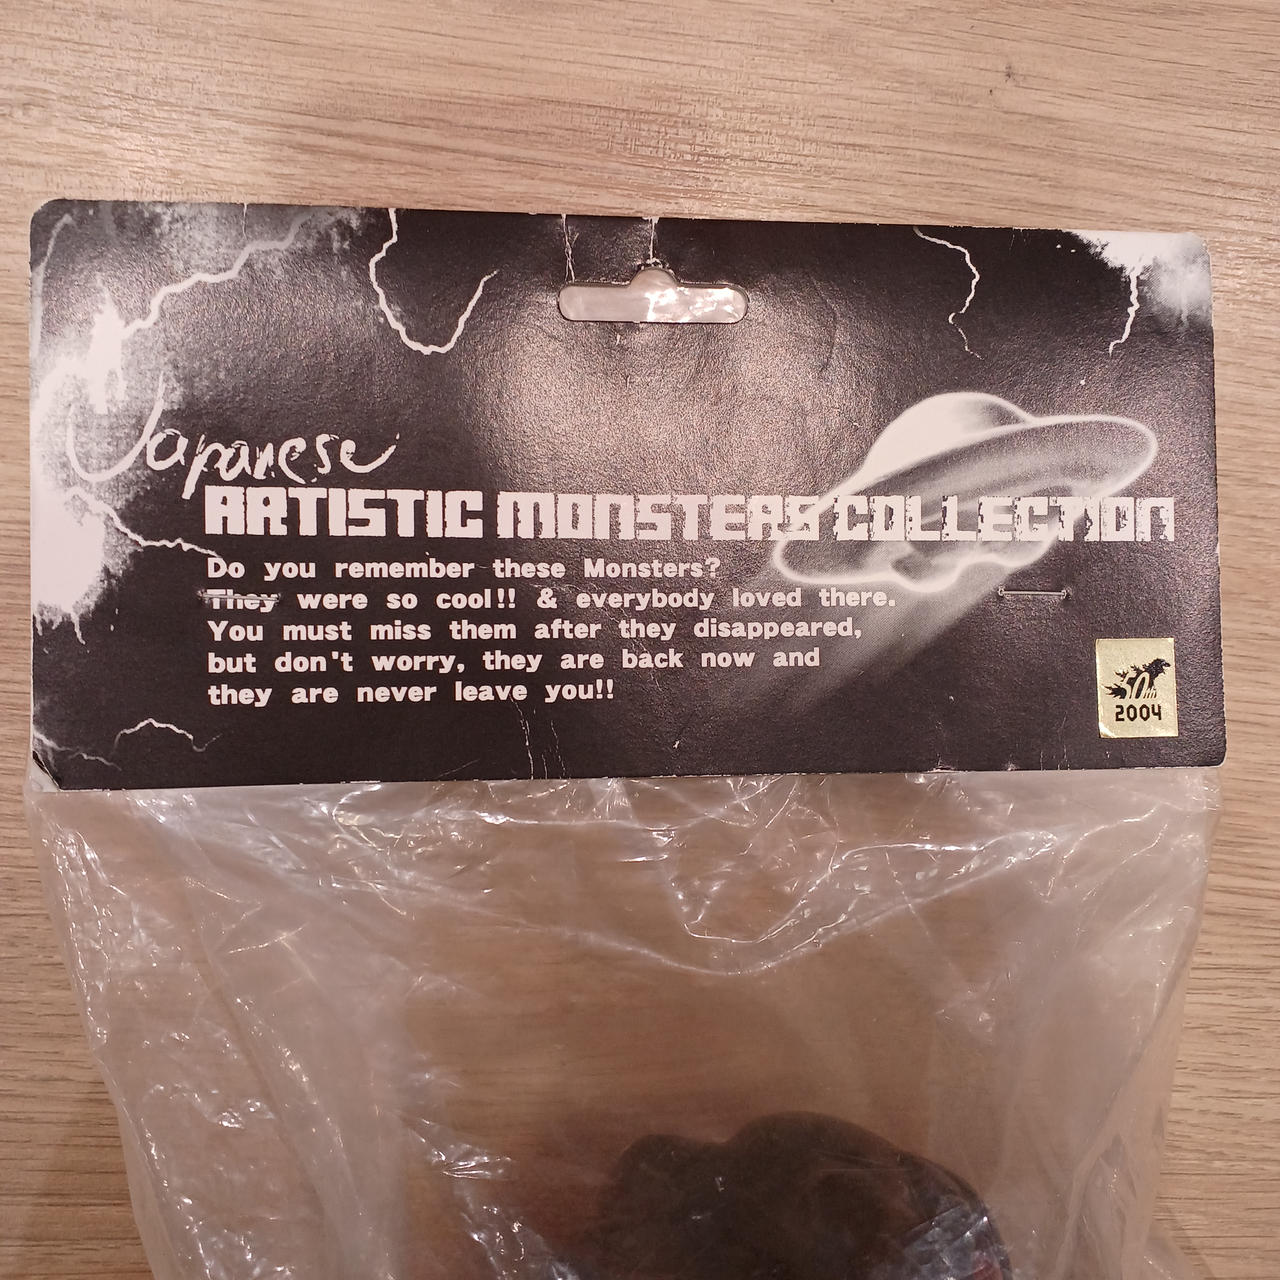 Japanese
ARTISTIC MONSTERS COLLECTION
Do you remember these Monsters?
They were so cool!! & everybody loved there.
You must miss them after they disappeared,
but don't worry, they are back now and
they are never leave you!!
50th
2004